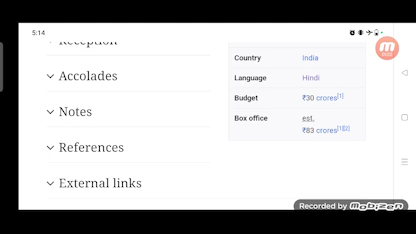 5:14
Reception
Accolades
Notes
References
External links
Country India
Language Hindi
Budget ₹30 crores[1]
Box office est.
₹83 crores[1][2]
Recorded by MOBIZEN